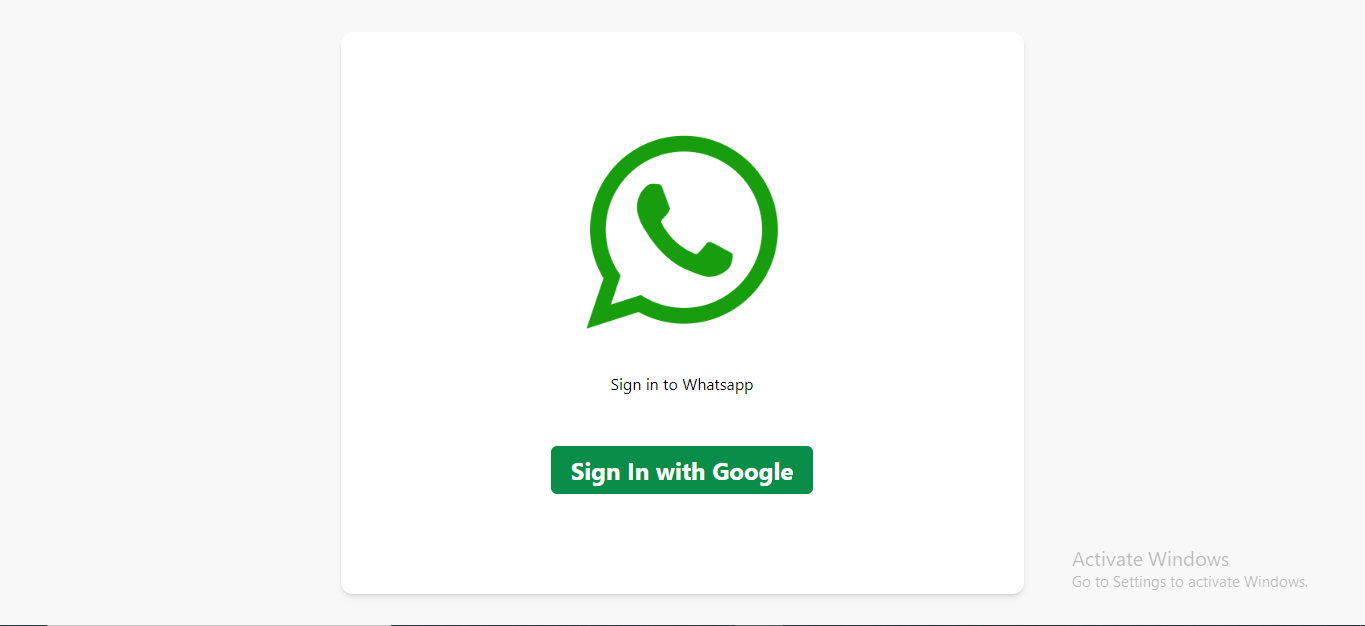 Sign in to Whatsapp
Sign In with Google
Activate Windows
Go to Settings to activate Windows.